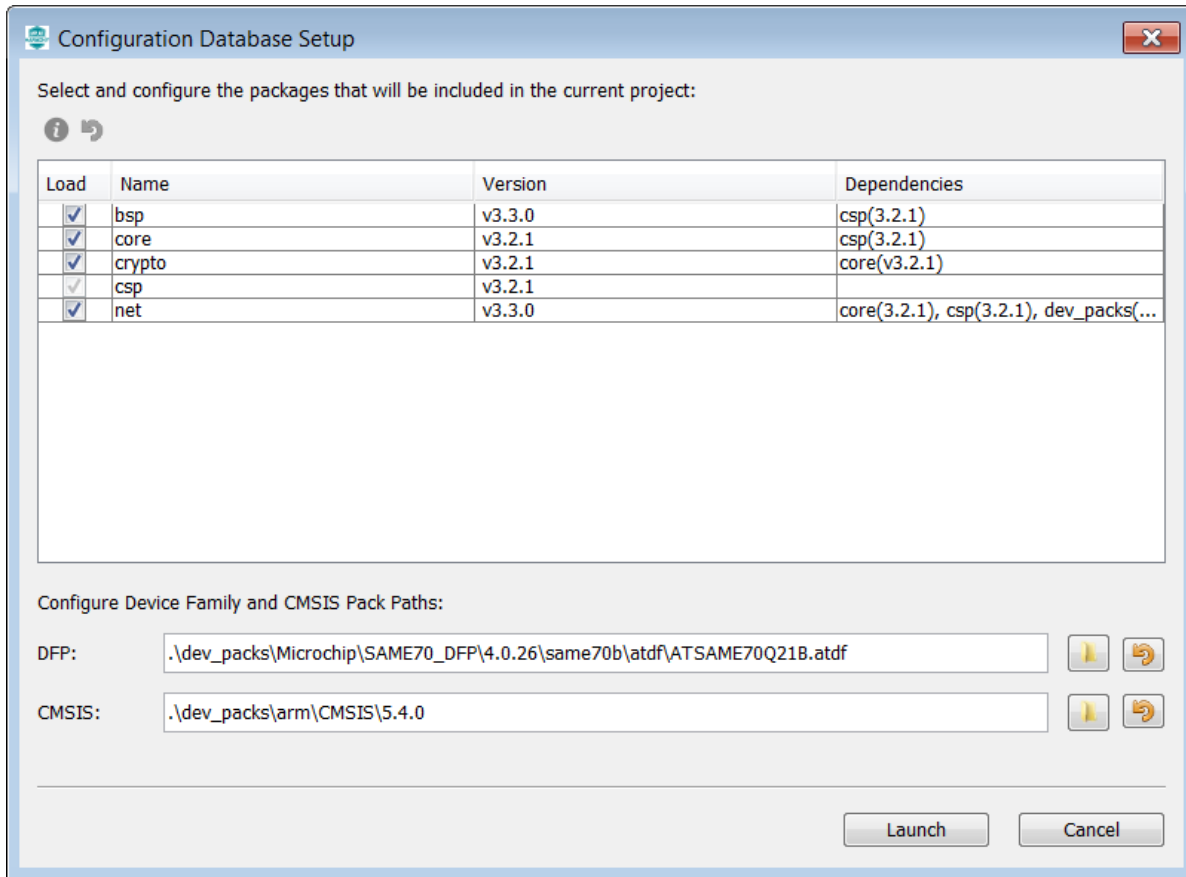 Configuration Database Setup
Select and configure the packages that will be included in the current project:
Load Name Version Dependencies
bsp v3.3.0 csp(3.2.1)
core v3.2.1 csp(3.2.1)
crypto v3.2.1 core(v3.2.1)
csp v3.2.1
net v3.3.0 core(3.2.1), csp(3.2.1), dev_packs(...
Configure Device Family and CMSIS Pack Paths:
DFP: .\dev_packs\Microchip\SAME70_DFP\4.0.26\same70b\atdf\ATSAME70Q21B.atdf
CMSIS: .\dev_packs\arm\CMSIS\5.4.0
Launch Cancel